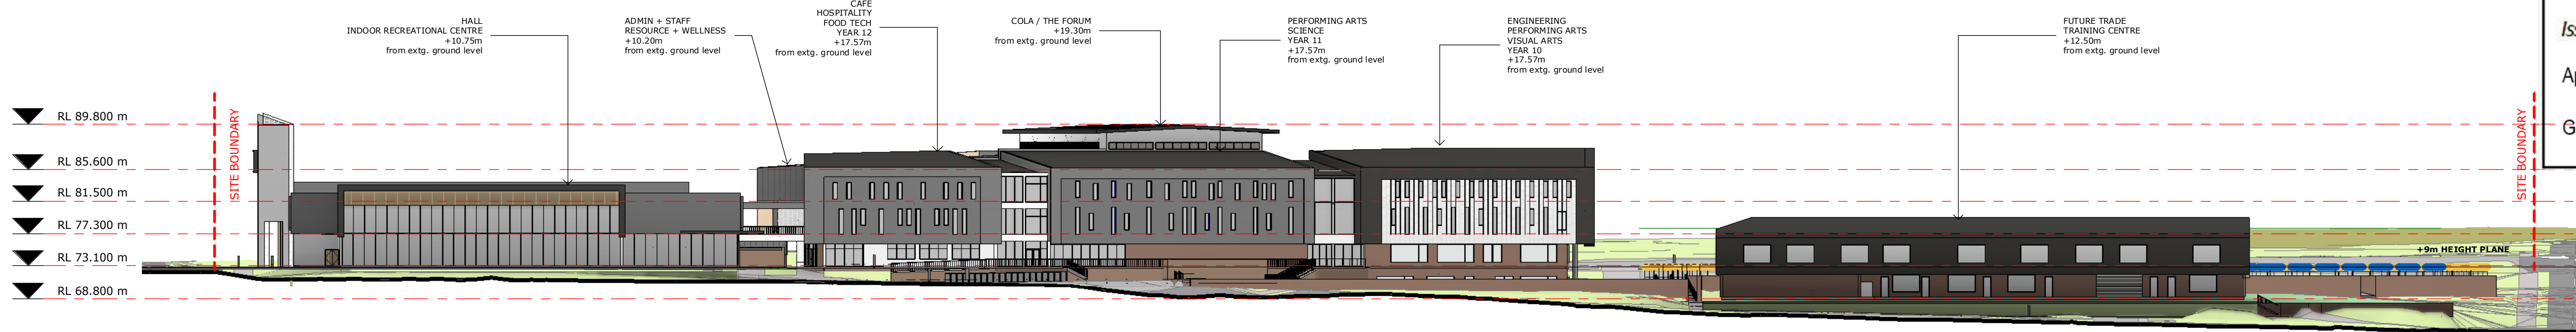 HALL
INDOOR RECREATIONAL CENTRE
+10.75m
from extg. ground level
ADMIN + STAFF
RESOURCE + WELLNESS
+10.20m
from extg. ground level
CAFE
HOSPITALITY
FOOD TECH
YEAR 12
+17.57m
from extg. ground level
COLA / THE FORUM
+19.30m
from extg. ground level
PERFORMING ARTS
SCIENCE
YEAR 11
+17.57m
from extg. ground level
ENGINEERING
PERFORMING ARTS
VISUAL ARTS
YEAR 10
+17.57m
from extg. ground level
FUTURE TRADE
TRAINING CENTRE
+12.50m
from extg. ground level
RL 89.800 m
RL 85.600 m
RL 81.500 m
RL 77.300 m
RL 73.100 m
RL 68.800 m
SITE BOUNDARY
SITE BOUNDARY
+9m HEIGHT PLANE